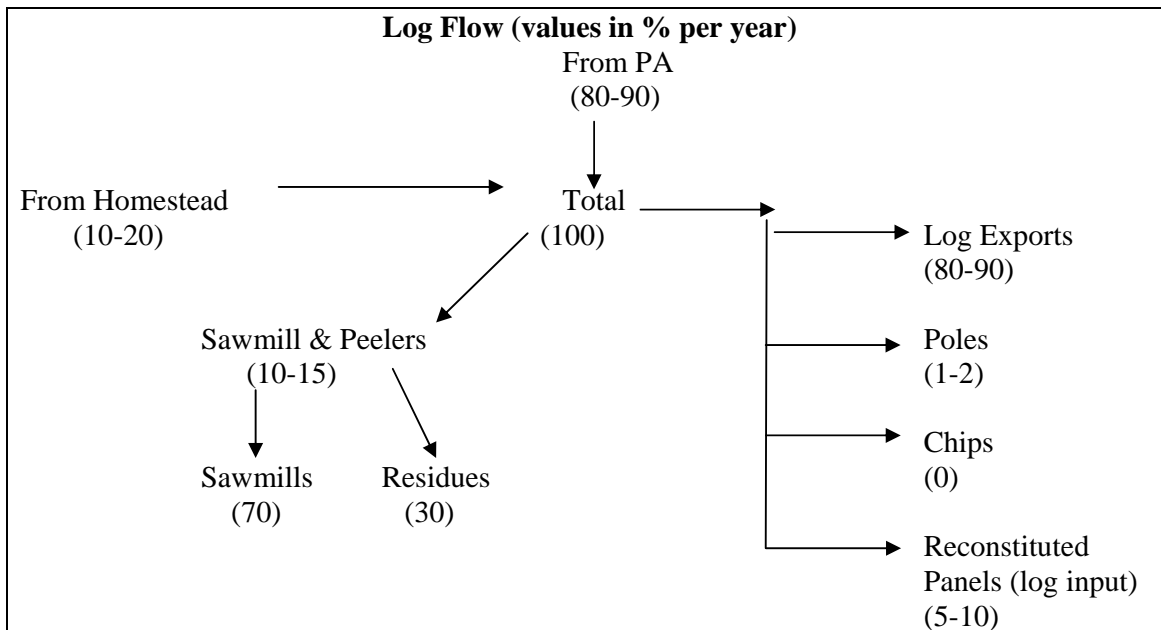 Log Flow (values in % per year)
From PA
(80-90)
From Homestead
(10-20)
Total
(100)
Log Exports
(80-90)
Sawmill & Peelers
(10-15)
Poles
(1-2)
Chips
(0)
Sawmills
(70)
Residues
(30)
Reconstituted
Panels (log input)
(5-10)